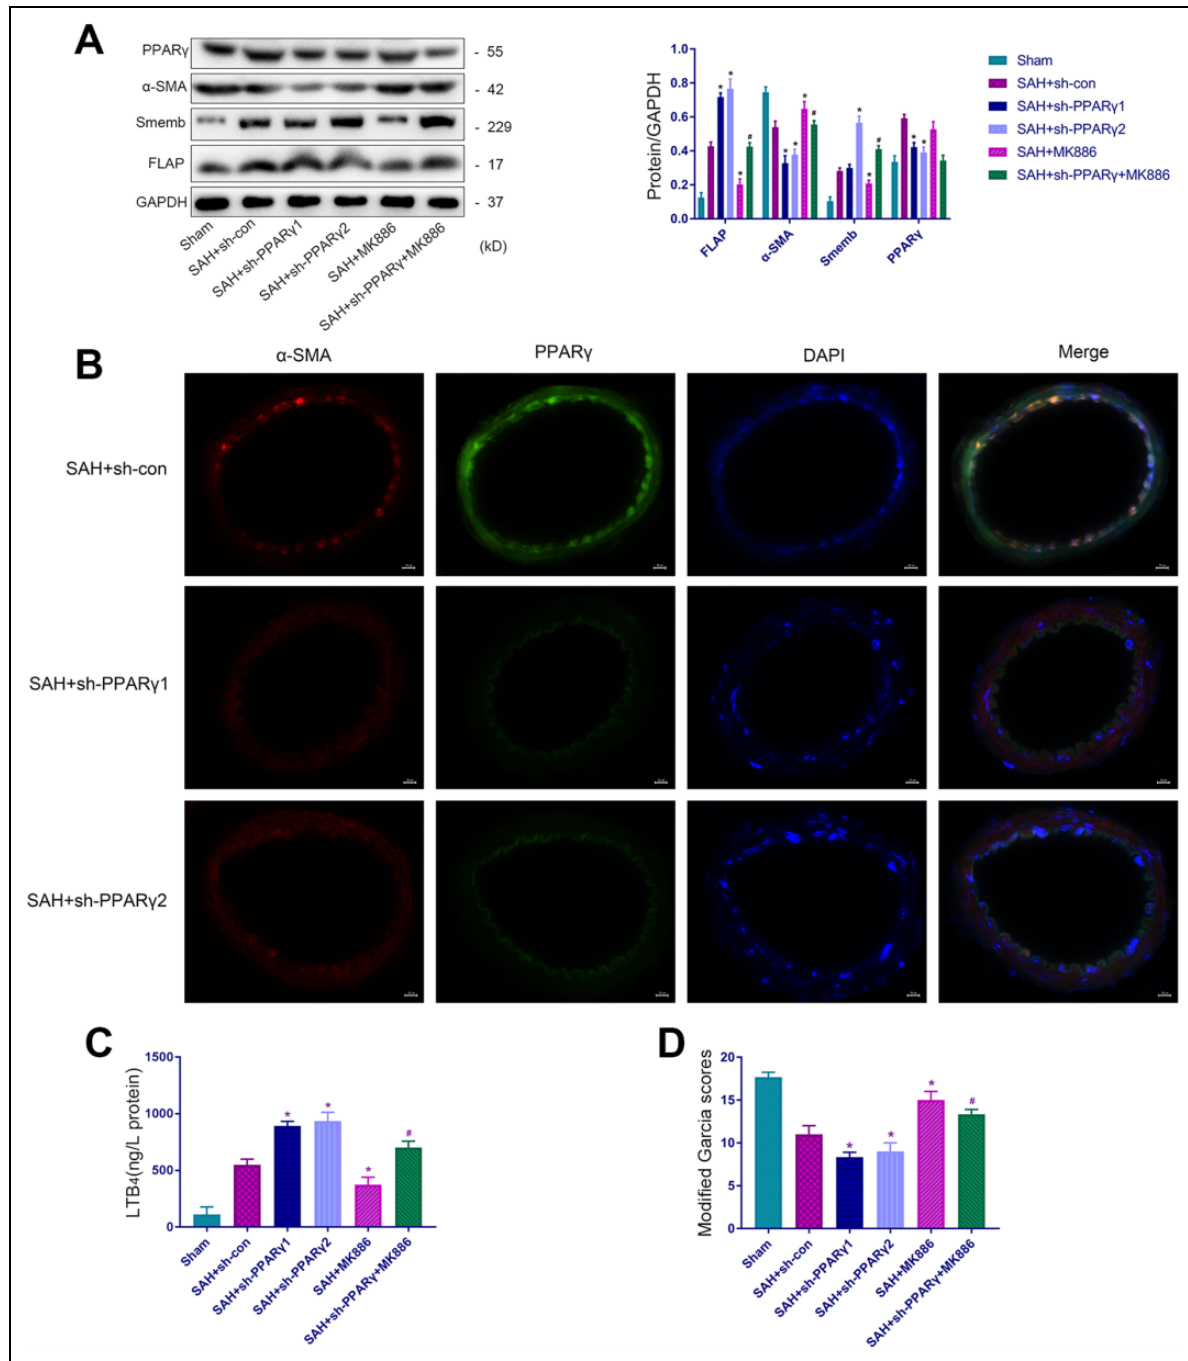 A
PPARγ - 55
α-SMA - 42
Smemb - 229
FLAP - 17
GAPDH - 37
(kD)
Sham
SAH+sh-con
SAH+sh-PPARγ1
SAH+sh-PPARγ2
SAH+MK886
SAH+sh-PPARγ+MK886
Protein/GAPDH
1.0
0.8
0.6
0.4
0.2
0.0
* * * * * * # * * * # * *
FLAP
α-SMA
Smemb
PPARγ
Sham
SAH+sh-con
SAH+sh-PPARγ1
SAH+sh-PPARγ2
SAH+MK886
SAH+sh-PPARγ+MK886
B
α-SMA PPARγ DAPI Merge
SAH+sh-con
SAH+sh-PPARγ1
SAH+sh-PPARγ2
C
LTB4(ng/L protein)
1500
1000
500
0
* * * #
Sham
SAH+sh-con
SAH+sh-PPARγ1
SAH+sh-PPARγ2
SAH+MK886
SAH+sh-PPARγ+MK886
D
Modified Garcia scores
20
15
10
5
0
* * * #
Sham
SAH+sh-con
SAH+sh-PPARγ1
SAH+sh-PPARγ2
SAH+MK886
SAH+sh-PPARγ+MK886